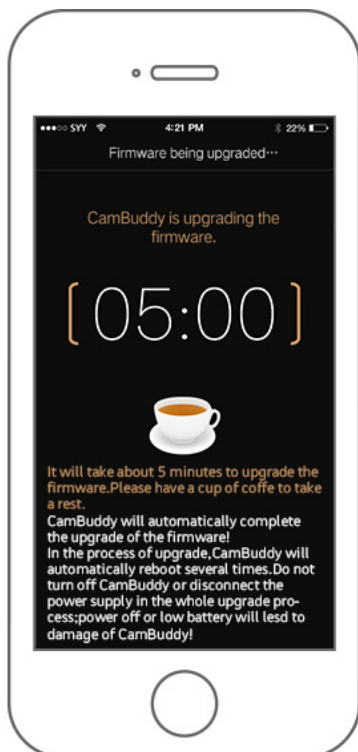 SYY 4:21 PM 22%
Firmware being upgraded···
CamBuddy is upgrading the
firmware.
[05:00]
It will take about 5 minutes to upgrade the
firmware.Please have a cup of coffe to take
a rest.
CamBuddy will automatically complete
the upgrade of the firmware!
In the process of upgrade,CamBuddy will
automatically reboot several times.Do not
turn off CamBuddy or disconnect the
power supply in the whole upgrade pro-
cess;power off or low battery will lesd to
damage of CamBuddy!